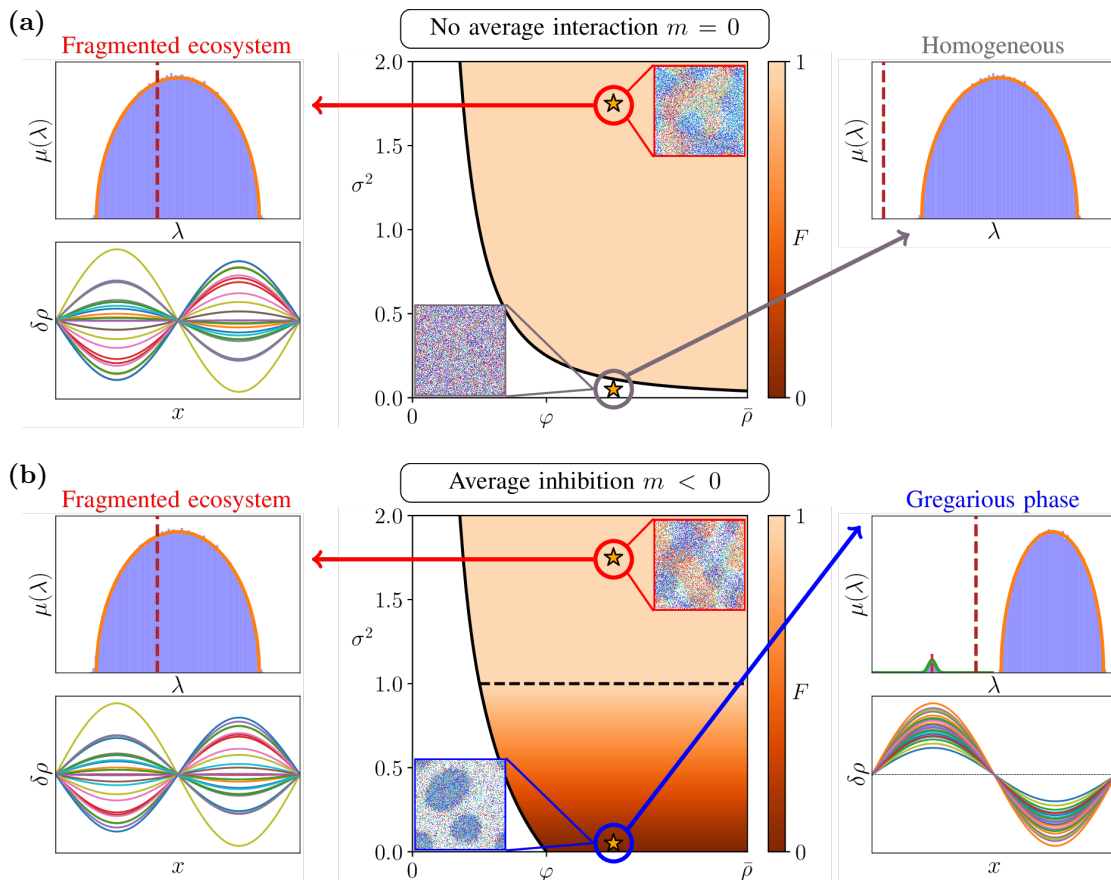 (a)
No average interaction m = 0
Fragmented ecosystem
Homogeneous
μ(λ)
λ
δρ
x
2.0
1.5
σ²
1.0
0.5
0.0
0
φ
ρ̄
1
F
0
μ(λ)
λ
(b)
Average inhibition m < 0
Fragmented ecosystem
Gregarious phase
μ(λ)
λ
δρ
x
2.0
1.5
σ²
1.0
0.5
0.0
0
φ
ρ̄
1
F
0
μ(λ)
λ
δρ
x